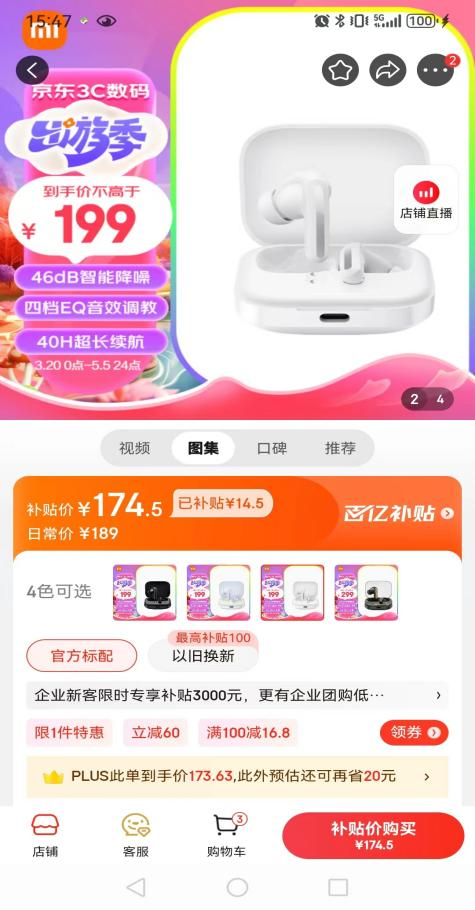 15:47
5G
100
京东3C数码
出游季
到手价不高于
¥199
46dB智能降噪
四档EQ音效调教
40H超长续航
3.20 0点–5.5 24点
2
店铺直播
2 4
视频 图集 口碑 推荐
补贴价 ¥174.5 已补贴¥14.5
百亿补贴
日常价 ¥189
4色可选
官方标配
最高补贴100
以旧换新
企业新客限时专享补贴3000元，更有企业团购低···
限1件特惠 立减60 满100减16.8 领券
PLUS此单到手价173.63,此外预估还可再省20元
店铺
客服
3
购物车
补贴价购买
¥174.5